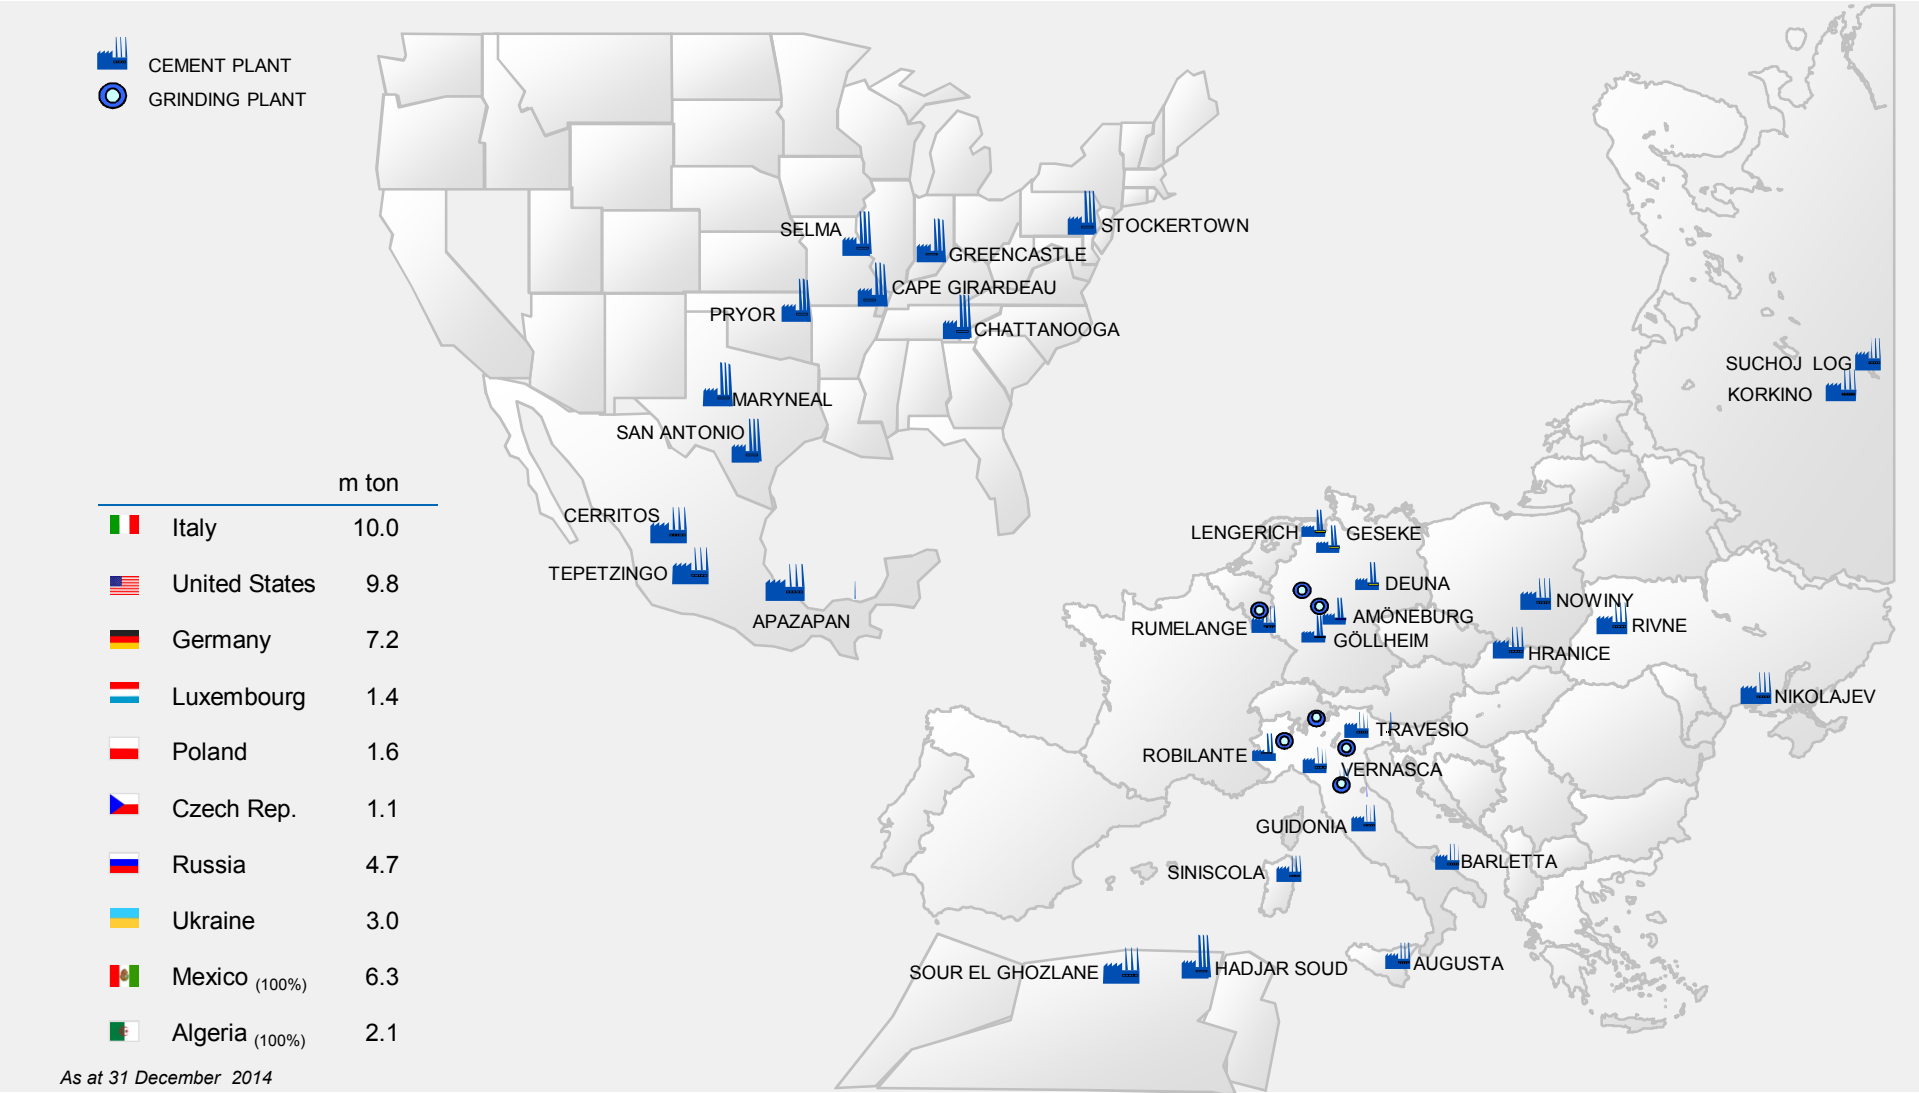 CEMENT PLANT
GRINDING PLANT
SELMA
STOCKERTOWN
GREENCASTLE
CAPE GIRARDEAU
PRYOR
CHATTANOOGA
MARYNEAL
SAN ANTONIO
CERRITOS
TEPETZINGO
APAZAPAN
SUCHOJ LOG
KORKINO
LENGERICH
GESEKE
DEUNA
NOWINY
AMÖNEBURG
RUMELANGE
RIVNE
GÖLLHEIM
HRANICE
NIKOLAJEV
TRAVESIO
ROBILANTE
VERNASCA
GUIDONIA
BARLETTA
SINISCOLA
AUGUSTA
SOUR EL GHOZLANE
HADJAR SOUD
m ton
Italy 10.0
United States 9.8
Germany 7.2
Luxembourg 1.4
Poland 1.6
Czech Rep. 1.1
Russia 4.7
Ukraine 3.0
Mexico (100%) 6.3
Algeria (100%) 2.1
As at 31 December 2014